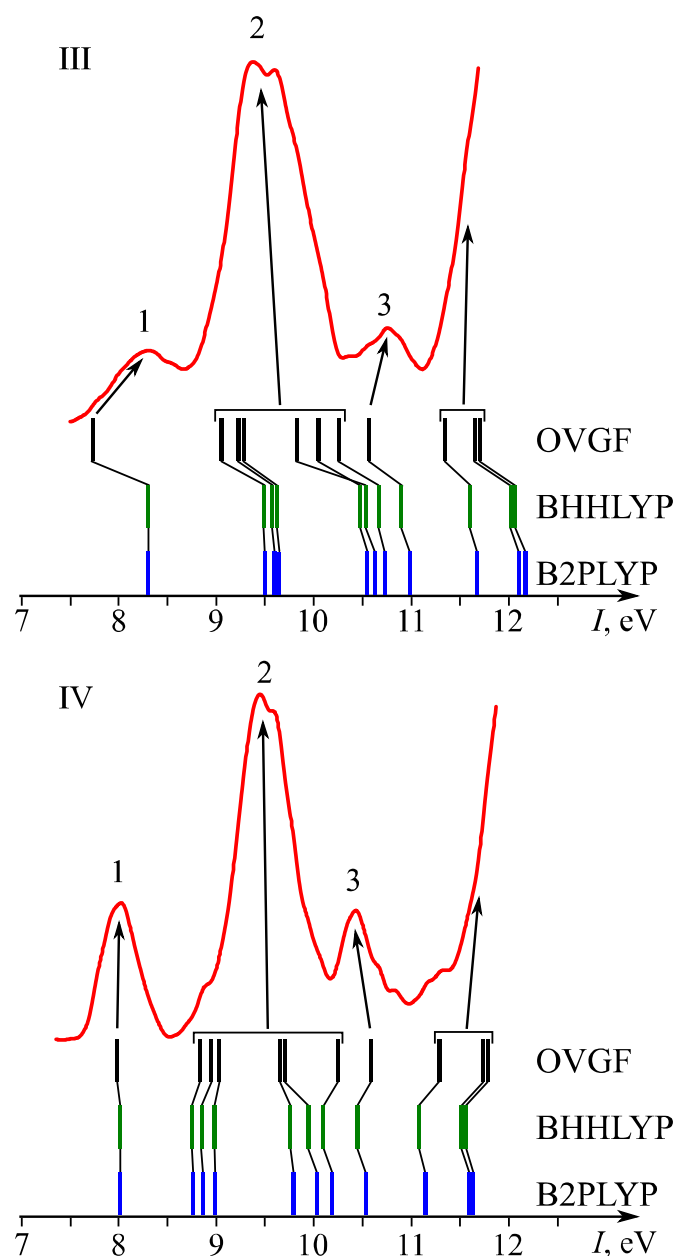 III
2
1
3
OVGF
BHHLYP
B2PLYP
7 8 9 10 11 12 I, eV
IV
2
1
3
OVGF
BHHLYP
B2PLYP
7 8 9 10 11 12 I, eV